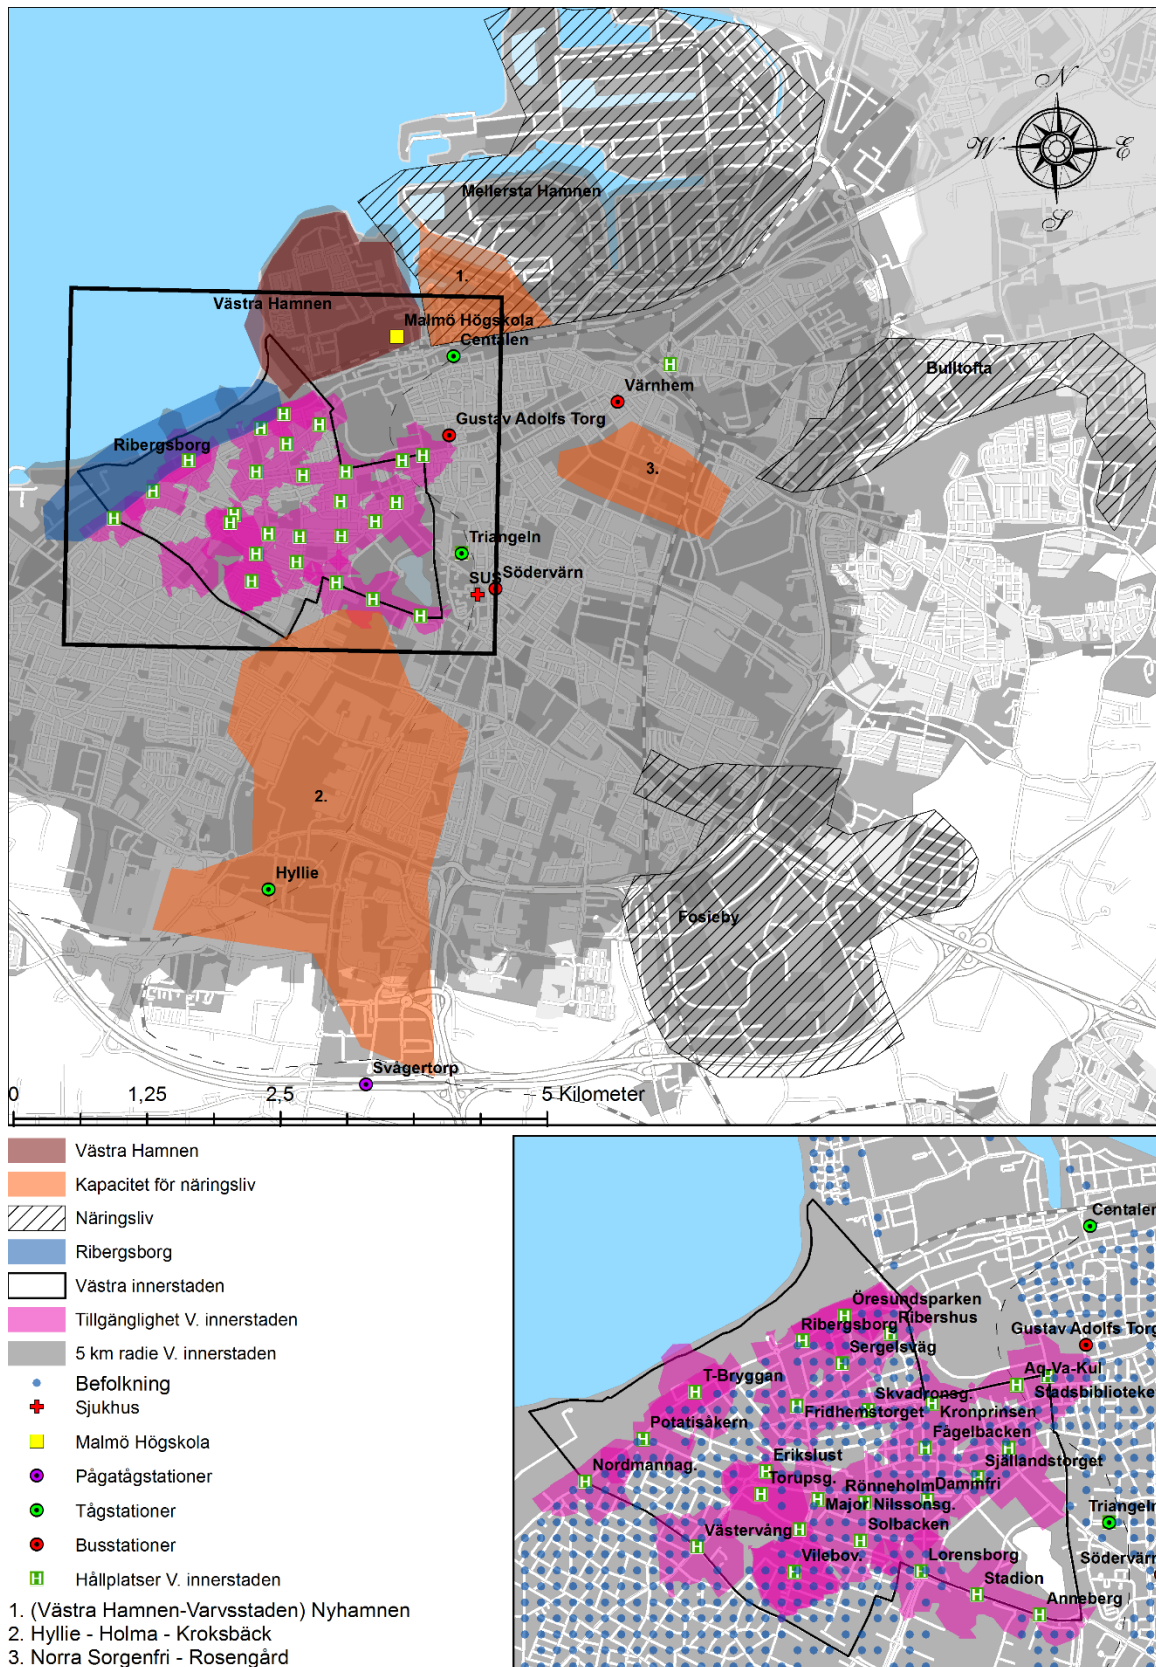 N
W E
S
Mellersta Hamnen
1.
Västra Hamnen
Malmö Högskola
Centalen
H
Bulltofta
Värnhem
Gustav Adolfs Torg
Ribergsborg
3.
Triangeln
SUS
Södervärn
2.
Hyllie
Fosieby
Svågertorp
0 1,25 2,5 5 Kilometer
Västra Hamnen
Kapacitet för näringsliv
Näringsliv
Ribergsborg
Västra innerstaden
Tillgänglighet V. innerstaden
5 km radie V. innerstaden
Befolkning
Sjukhus
Malmö Högskola
Pågatågstationer
Tågstationer
Busstationer
H Hållplatser V. innerstaden
1. (Västra Hamnen-Varvsstaden) Nyhamnen
2. Hyllie - Holma - Kroksbäck
3. Norra Sorgenfri - Rosengård
Centalen
Öresundsparken
Ribershus
Ribergsborg
Gustav Adolfs Torg
Sergelsväg
T-Bryggan
Aq-Va-Kul
Stadsbiblioteke
Skvadronsg.
Fridhemstorget
Kronprinsen
Potatisåkern
Fågelbacken
Erikslust
Själlandstorget
Nordmannag.
Torupsg.
Rönneholm
Dammfri
Major Nilssonsg.
Triangeln
Västervång
Solbacken
Vilebov.
Lorensborg
Södervärn
Stadion
Anneberg